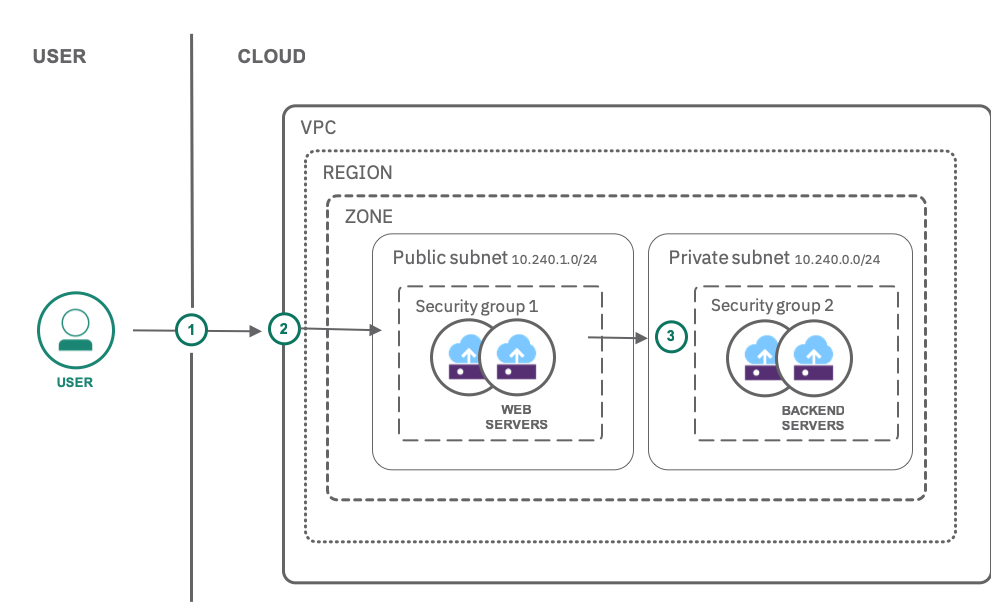 USER
CLOUD
VPC
REGION
ZONE
Public subnet 10.240.1.0/24
Private subnet 10.240.0.0/24
Security group 1
Security group 2
1
2
3
USER
WEB
SERVERS
BACKEND
SERVERS